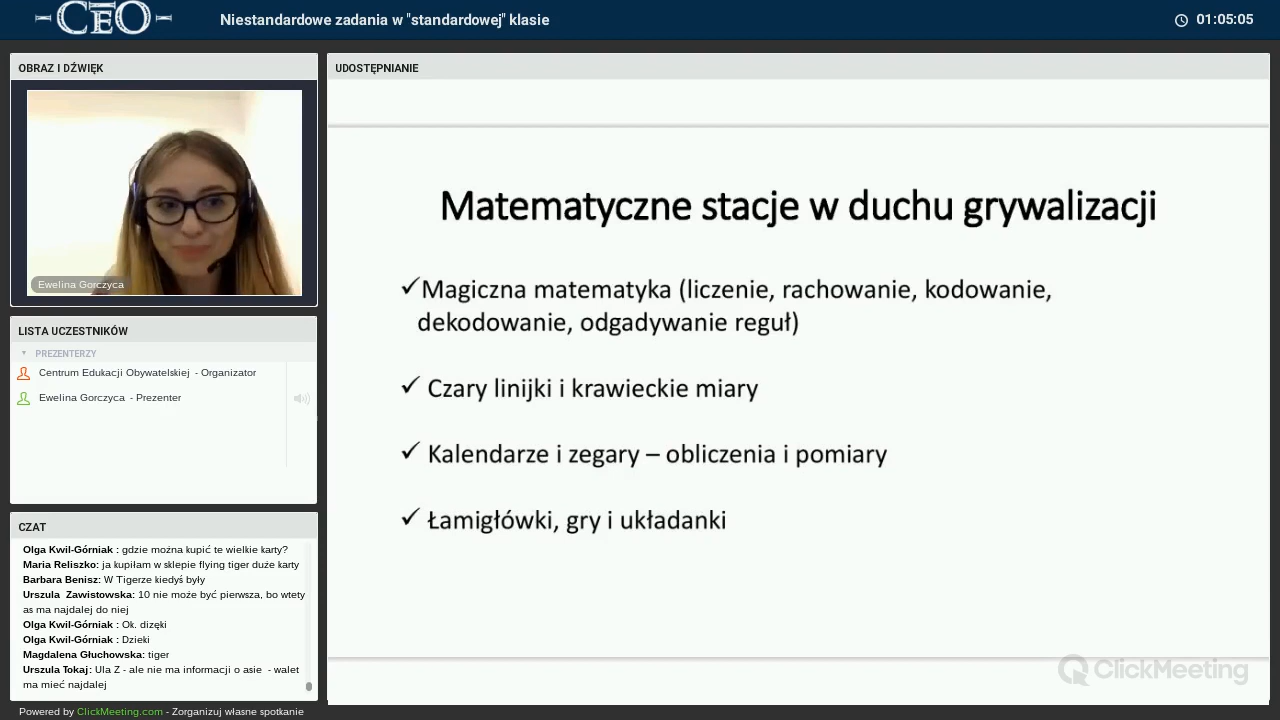 CEO
Niestandardowe zadania w "standardowej" klasie
01:05:05
OBRAZ I DŹWIĘK
Ewelina Gorczyca
LISTA UCZESTNIKÓW
PREZENTERZY
Centrum Edukacji Obywatelskiej - Organizator
Ewelina Gorczyca - Prezenter
CZAT
Olga Kwil-Górniak : gdzie można kupić te wielkie karty?
Maria Reliszko: ja kupiłam w sklepie flying tiger duże karty
Barbara Benisz: W Tigerze kiedyś były
Urszula Zawistowska: 10 nie może być pierwsza, bo wtety
as ma najdalej do niej
Olga Kwil-Górniak : Ok. dizęki
Olga Kwil-Górniak : Dzieki
Magdalena Głuchowska: tiger
Urszula Tokaj: Ula Z - ale nie ma informacji o asie - walet
ma mieć najdalej
Powered by ClickMeeting.com - Zorganizuj własne spotkanie
UDOSTĘPNIANIE
Matematyczne stacje w duchu grywalizacji
✓Magiczna matematyka (liczenie, rachowanie, kodowanie,
dekodowanie, odgadywanie reguł)
✓ Czary linijki i krawieckie miary
✓ Kalendarze i zegary – obliczenia i pomiary
✓ Łamigłówki, gry i układanki
ClickMeeting